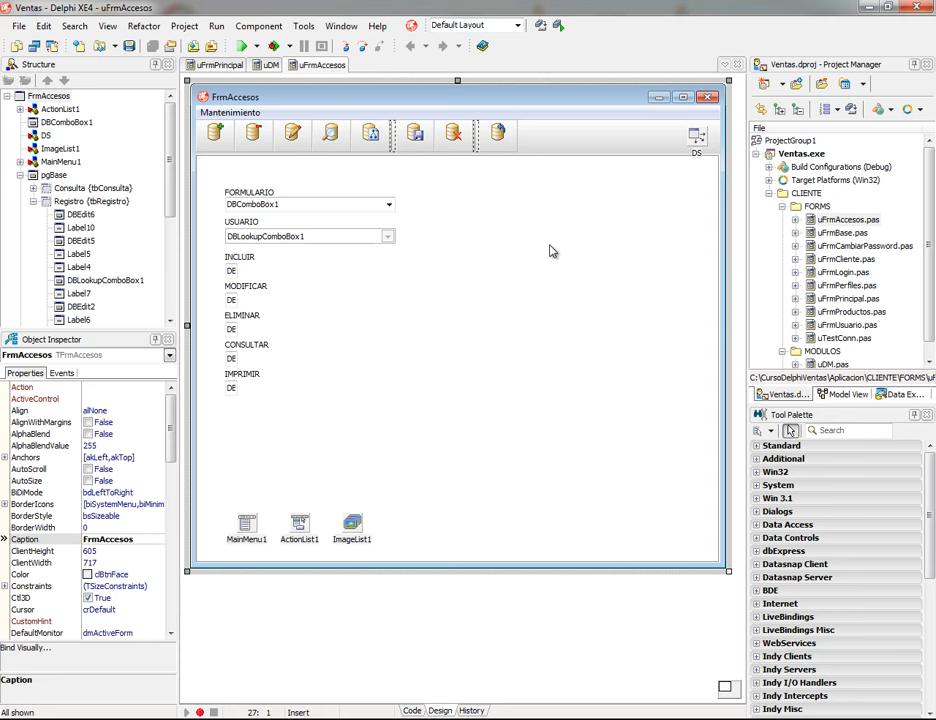 Ventas - Delphi XE4 - uFrmAccesos
File Edit Search View Refactor Project Run Component Tools Window Help Default Layout
Structure
uFrmPrincipal uDM uFrmAccesos
Ventas.dproj - Project Manager
FrmAccesos
ActionList1
DBComboBox1
DS
ImageList1
MainMenu1
pgBase
Consulta {tbConsulta}
Registro {tbRegistro}
DBEdit6
Label10
DBEdit5
Label5
Label4
DBLookupComboBox1
Label7
DBEdit2
Label6
Object Inspector
FrmAccesos TFrmAccesos
Properties Events
Action
ActiveControl
Align alNone
AlignWithMargins False
AlphaBlend False
AlphaBlendValue 255
Anchors [akLeft,akTop]
AutoScroll False
AutoSize False
BiDiMode bdLeftToRight
BorderIcons [biSystemMenu,biMinim
BorderStyle bsSizeable
BorderWidth 0
Caption FrmAccesos
ClientHeight 605
ClientWidth 717
Color clBtnFace
Constraints (TSizeConstraints)
Ctl3D True
Cursor crDefault
CustomHint
DefaultMonitor dmActiveForm
Bind Visually...
Caption
All shown
FrmAccesos
Mantenimiento
DS
FORMULARIO
DBComboBox1
USUARIO
DBLookupComboBox1
INCLUIR
DE
MODIFICAR
DE
ELIMINAR
DE
CONSULTAR
DE
IMPRIMIR
DE
MainMenu1 ActionList1 ImageList1
27: 1 Insert Code Design History
File
ProjectGroup1
Ventas.exe
Build Configurations (Debug)
Target Platforms (Win32)
CLIENTE
FORMS
uFrmAccesos.pas
uFrmBase.pas
uFrmCambiarPassword.pas
uFrmCliente.pas
uFrmLogin.pas
uFrmPerfiles.pas
uFrmPrincipal.pas
uFrmProductos.pas
uFrmUsuario.pas
uTestConn.pas
MODULOS
uDM.pas
C:\CursoDelphiVentas\Aplicacion\CLIENTE\FORMS\uF
Ventas.d... Model View Data Ex...
Tool Palette
Search
Standard
Additional
Win32
System
Win 3.1
Dialogs
Data Access
Data Controls
dbExpress
Datasnap Client
Datasnap Server
BDE
Internet
LiveBindings
LiveBindings Misc
WebServices
Indy Clients
Indy Servers
Indy I/O Handlers
Indy Intercepts
Indy Misc